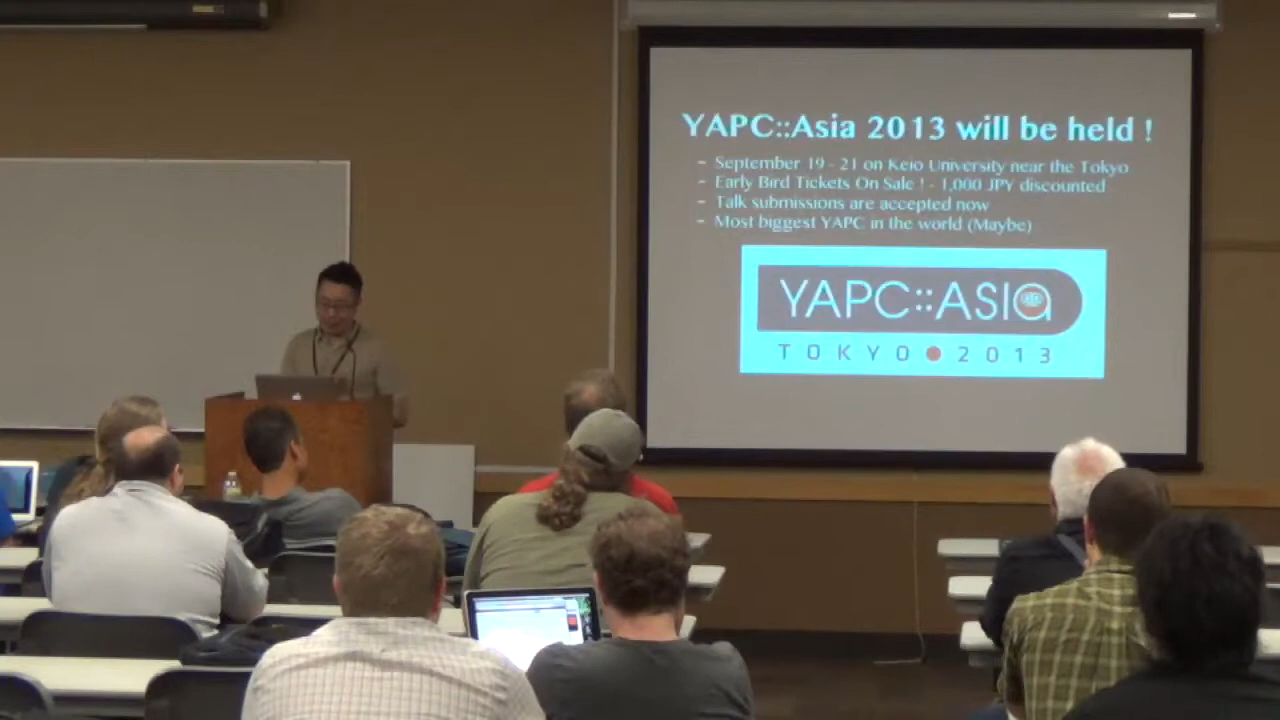 YAPC::Asia 2013 will be held !
- September 19 - 21 on Keio University near the Tokyo
- Early Bird Tickets On Sale ! - 1,000 JPY discounted
- Talk submissions are accepted now
- Most biggest YAPC in the world (Maybe)
YAPC::ASIa
TOKYO 2013